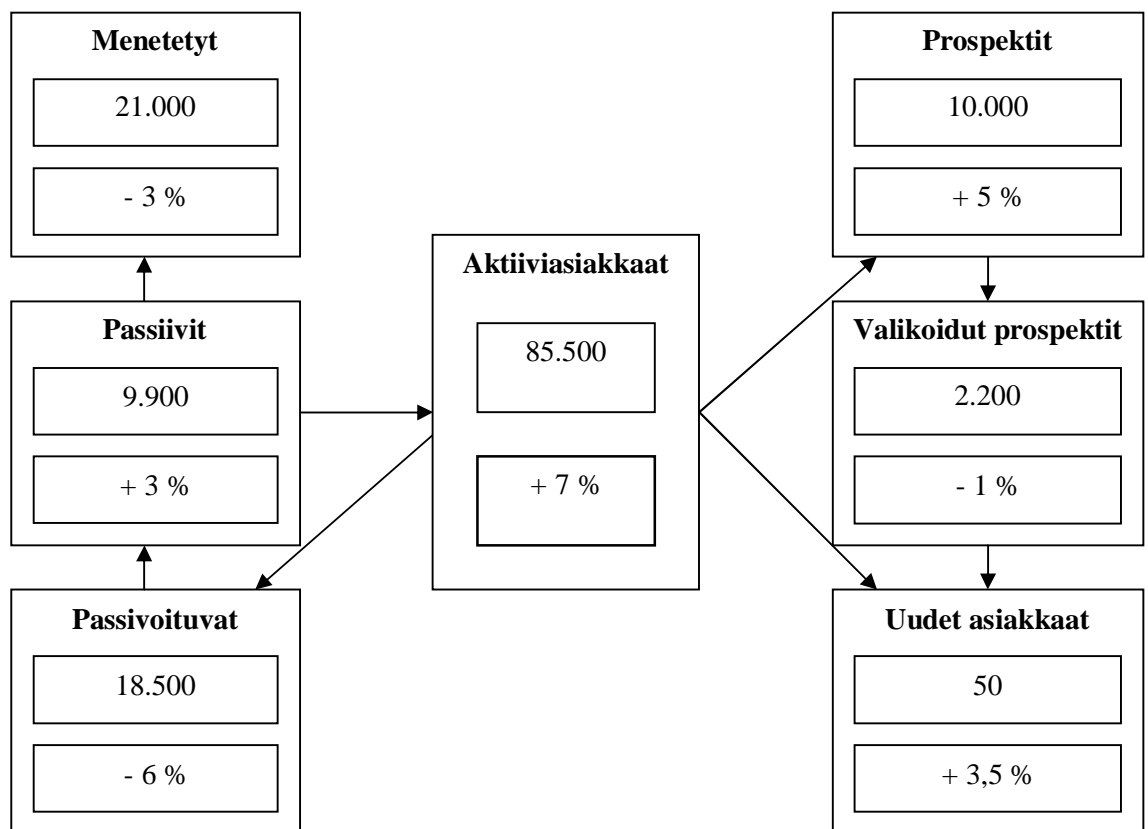 Menetetyt
21.000
- 3 %
Passiivit
9.900
+ 3 %
Passivoituvat
18.500
- 6 %
Aktiiviasiakkaat
85.500
+ 7 %
Prospektit
10.000
+ 5 %
Valikoidut prospektit
2.200
- 1 %
Uudet asiakkaat
50
+ 3,5 %